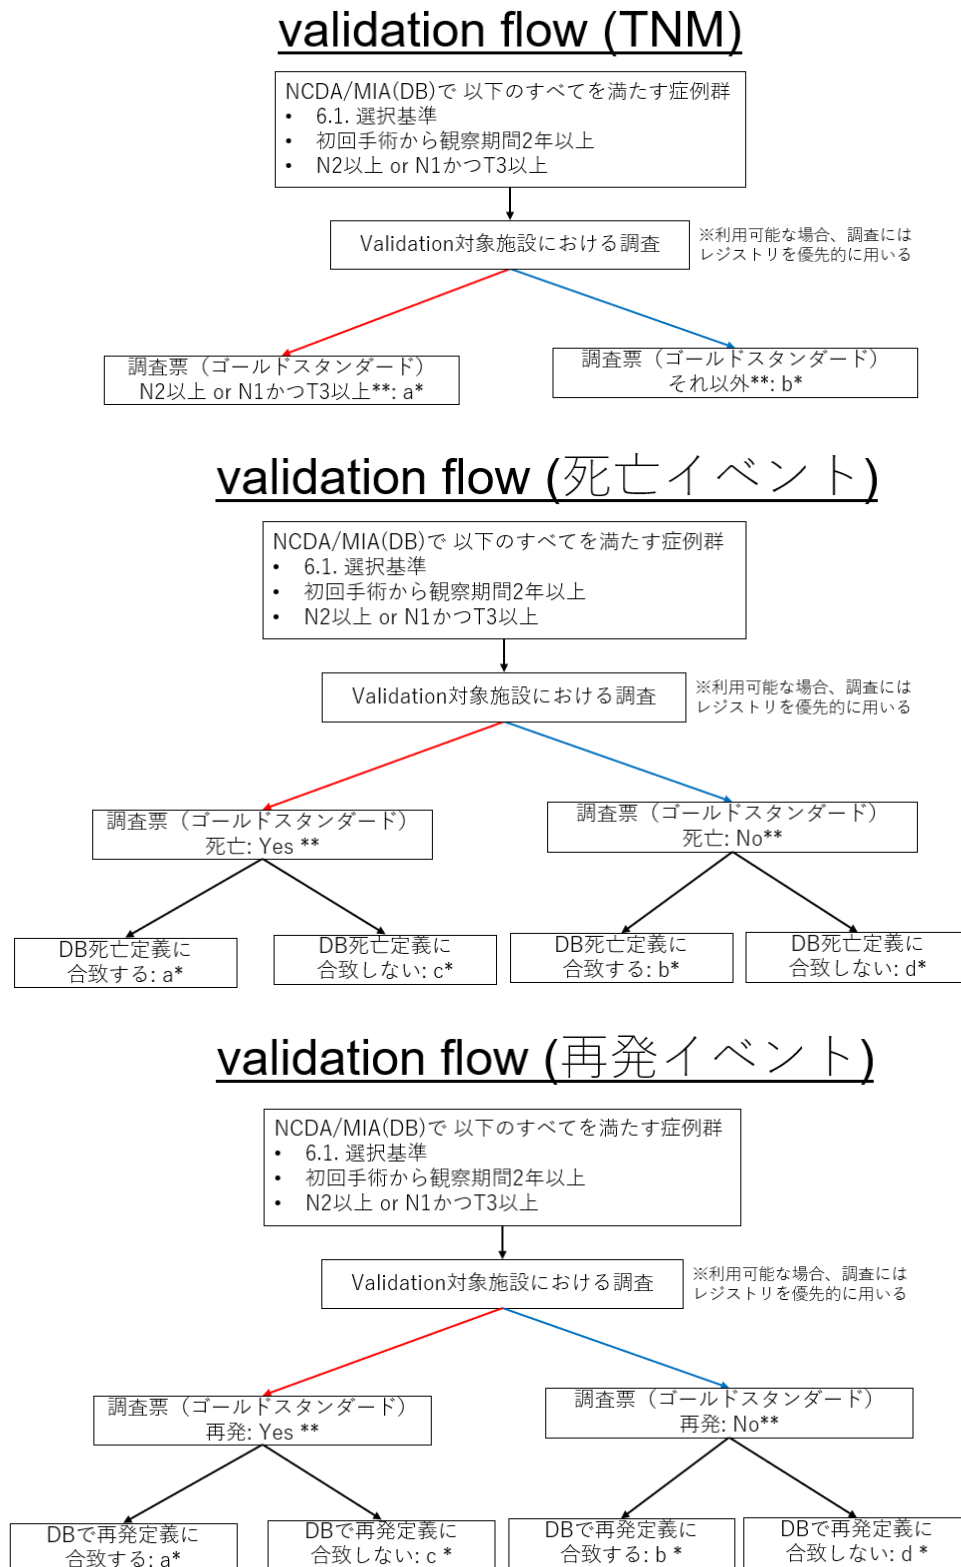 validation flow (TNM)
NCDA/MIA(DB)で 以下のすべてを満たす症例群
• 6.1. 選択基準
• 初回手術から観察期間2年以上
• N2以上 or N1かつT3以上
Validation対象施設における調査
※利用可能な場合、調査には
レジストリを優先的に用いる
調査票（ゴールドスタンダード）
N2以上 or N1かつT3以上**: a*
調査票（ゴールドスタンダード）
それ以外**: b*
validation flow (死亡イベント)
NCDA/MIA(DB)で 以下のすべてを満たす症例群
• 6.1. 選択基準
• 初回手術から観察期間2年以上
• N2以上 or N1かつT3以上
Validation対象施設における調査
※利用可能な場合、調査には
レジストリを優先的に用いる
調査票（ゴールドスタンダード）
死亡: Yes **
調査票（ゴールドスタンダード）
死亡: No**
DB死亡定義に
合致する: a*
DB死亡定義に
合致しない: c*
DB死亡定義に
合致する: b*
DB死亡定義に
合致しない: d*
validation flow (再発イベント)
NCDA/MIA(DB)で 以下のすべてを満たす症例群
• 6.1. 選択基準
• 初回手術から観察期間2年以上
• N2以上 or N1かつT3以上
Validation対象施設における調査
※利用可能な場合、調査には
レジストリを優先的に用いる
調査票（ゴールドスタンダード）
再発: Yes **
調査票（ゴールドスタンダード）
再発: No**
DBで再発定義に
合致する: a*
DBで再発定義に
合致しない: c *
DBで再発定義に
合致する: b *
DBで再発定義に
合致しない: d *